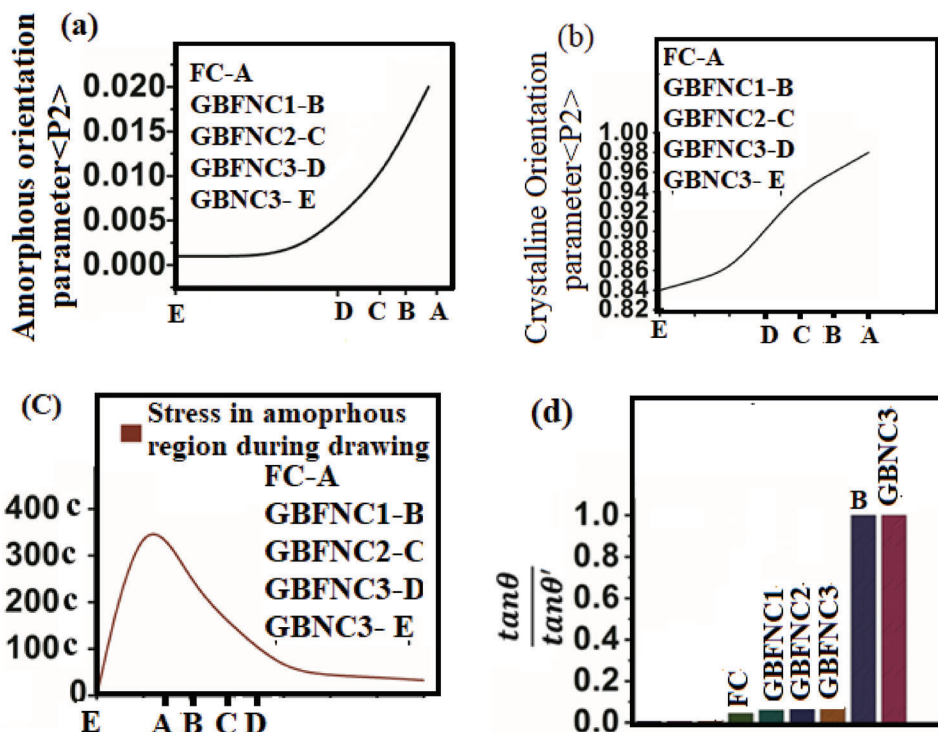 (a)
Amorphous orientation
parameter<P2>
0.020
0.015
0.010
0.005
0.000
FC-A
GBFNC1-B
GBFNC2-C
GBFNC3-D
GBNC3- E
E D C B A
(b)
Crystalline Orientation
parameter<P2>
1.00
0.98
0.96
0.94
0.92
0.90
0.88
0.86
0.84
0.82
FC-A
GBFNC1-B
GBFNC2-C
GBFNC3-D
GBNC3- E
E D C B A
(C)
Stress in amoprhous
region during drawing
FC-A
GBFNC1-B
GBFNC2-C
GBFNC3-D
GBNC3- E
400c
300c
200c
100c
0
E A B C D
(d)
tanθ
tanθ'
1.0
0.8
0.6
0.4
0.2
0.0
FC
GBFNC1
GBFNC2
GBFNC3
B
GBNC3